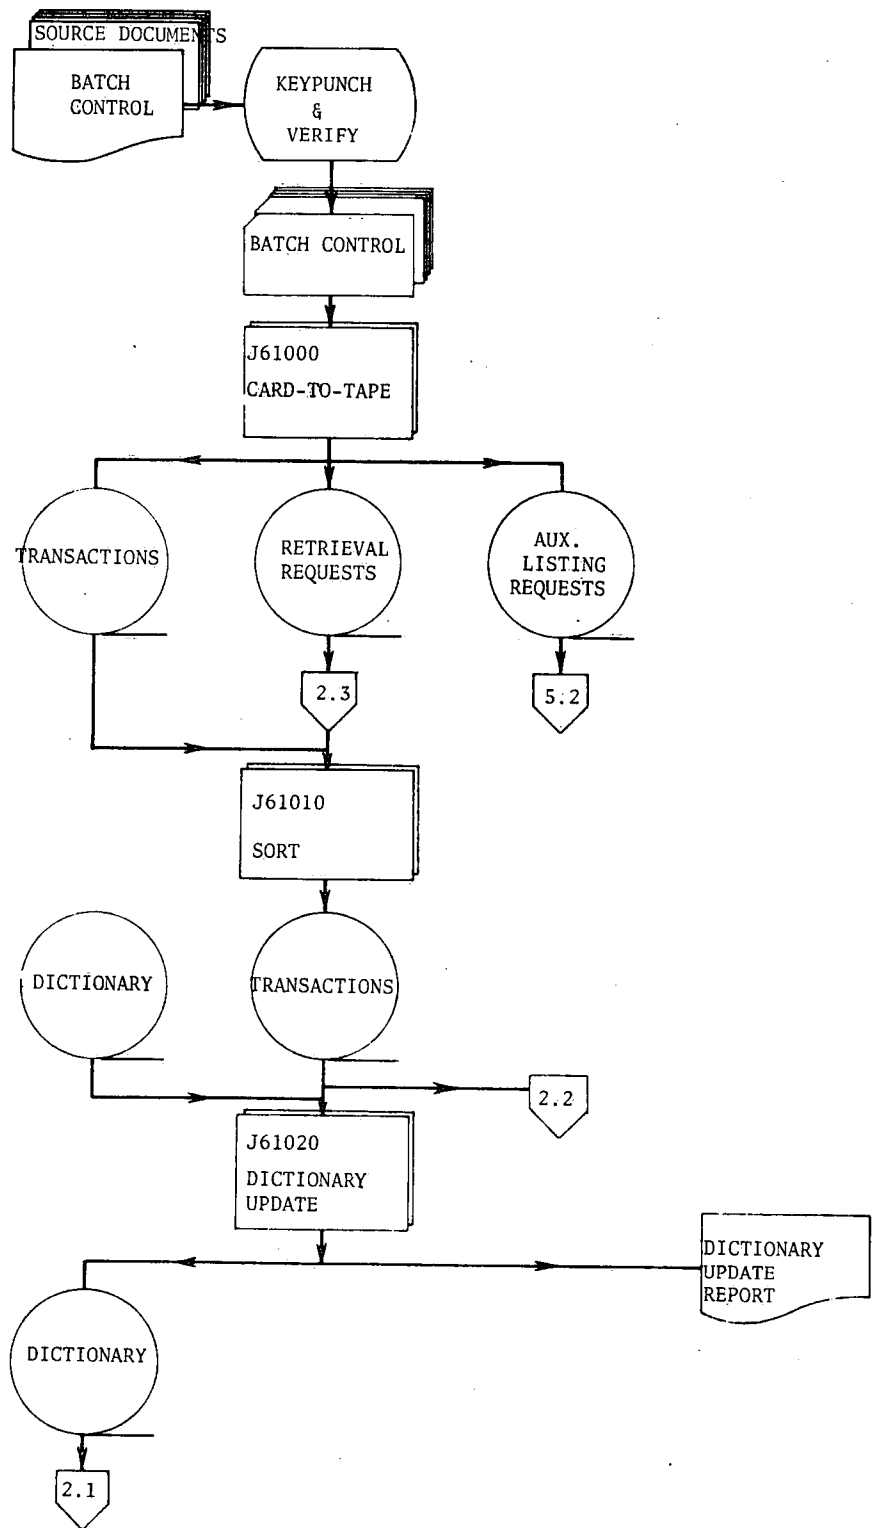 SOURCE DOCUMENTS
BATCH
CONTROL
KEYPUNCH
&
VERIFY
BATCH CONTROL
J61000
CARD-TO-TAPE
TRANSACTIONS
RETRIEVAL
REQUESTS
AUX.
LISTING
REQUESTS
2.3
5.2
J61010
SORT
DICTIONARY
TRANSACTIONS
2.2
J61020
DICTIONARY
UPDATE
DICTIONARY
UPDATE
REPORT
DICTIONARY
2.1